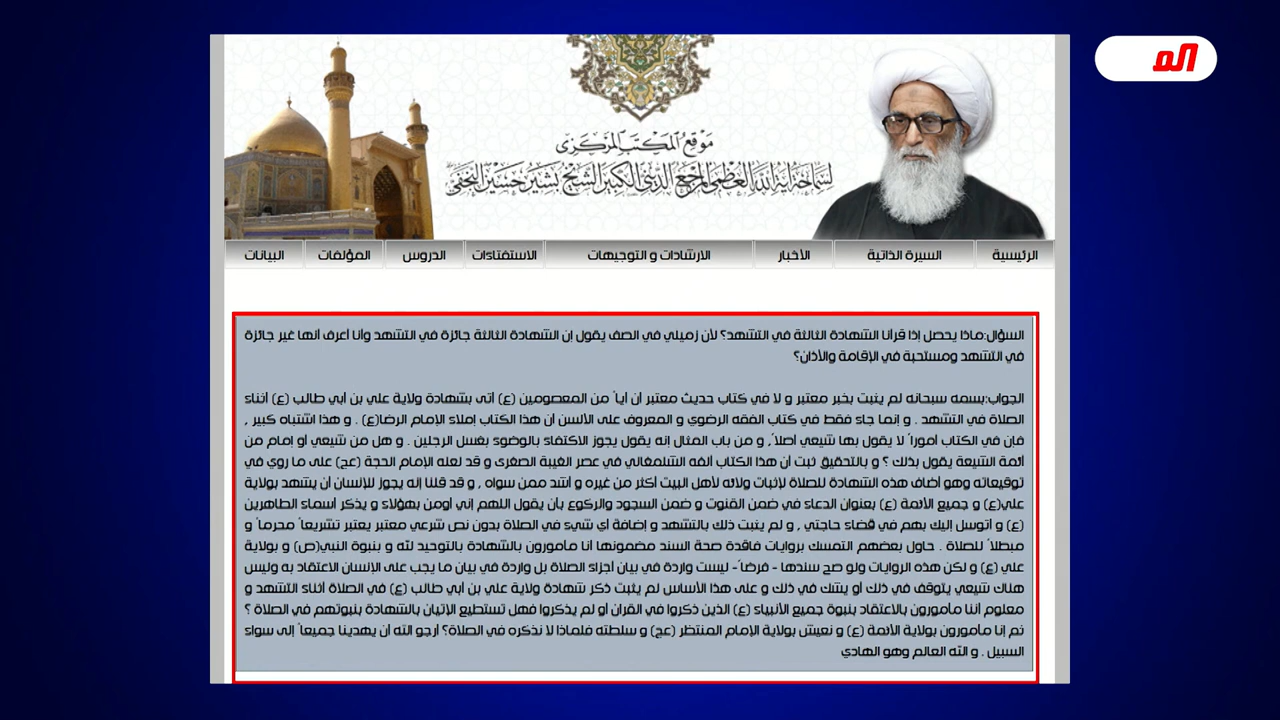 الم
موقع المكتب المركزي
لسماحة اية الله العظمى المرجع الديني الكبير الشيخ بشير حسين النجفي
الرئيسية السيرة الذاتية الأخبار الارشادات و التوجيهات الاستفتاءات الدروس المؤلفات البيانات
السؤال:ماذا يحصل إذا قرأنا الشهادة الثالثة في التشهد؟ لأن زميلي في الصف يقول إن الشهادة الثالثة جائزة في التشهد وأنا أعرف أنها غير جائزة
في التشهد ومستحبة في الإقامة والأذان؟
الجواب:بسمه سبحانه لم يثبت بخبر معتبر و لا في كتاب حديث معتبر أن أياً من المعصومين (ع) أتى بشهادة ولاية علي بن أبي طالب (ع) أثناء
الصلاة في التشهد . و إنما جاء فقط في كتاب الفقه الرضوي و المعروف على الألسن أن هذا الكتاب إملاء الإمام الرضا(ع) . و هذا اشتباه كبير ,
فان في الكتاب أموراً لا يقول بها شيعي أصلاً, و من باب المثال إنه يقول يجوز الاكتفاء بالوضوء بغسل الرجلين . و هل من شيعي أو إمام من
أئمة الشيعة يقول بذلك ؟ و بالتحقيق ثبت أن هذا الكتاب ألفه الشلمغاني في عصر الغيبة الصغرى و قد لعنه الإمام الحجة (عج) على ما روي في
توقيعاته وهو أضاف هذه الشهادة للصلاة لإثبات ولائه لأهل البيت أكثر من غيره و أشد ممن سواه , و قد قلنا إنه يجوز للإنسان أن يشهد بولاية
علي(ع) و جميع الأئمة (ع) بعنوان الدعاء في ضمن القنوت و ضمن السجود والركوع بأن يقول اللهم إني أومن بهؤلاء و يذكر أسماء الطاهرين
(ع) و أتوسل إليك بهم في قضاء حاجتي , و لم يثبت ذلك بالتشهد و إضافة أي شيء في الصلاة بدون نص شرعي معتبر يعتبر تشريعاً محرماً و
مبطلاً للصلاة . حاول بعضهم التمسك بروايات فاقدة صحة السند مضمونها أنا مأمورون بالشهادة بالتوحيد لله و بنبوة النبي(ص) و بولاية
علي (ع) و لكن هذه الروايات ولو صح سندها - فرضاً- ليست واردة في بيان أجزاء الصلاة بل واردة في بيان ما يجب على الإنسان الاعتقاد به وليس
هناك شيعي يتوقف في ذلك أو يشك في ذلك و على هذا الأساس لم يثبت ذكر شهادة ولاية علي بن أبي طالب (ع) في الصلاة أثناء التشهد و
معلوم أننا مأمورون بالاعتقاد بنبوة جميع الأنبياء (ع) الذين ذكروا في القرآن أو لم يذكروا فهل تستطيع الإتيان بالشهادة بنبوتهم في الصلاة ؟
ثم إنا مأمورون بولاية الأئمة (ع) و نعيش بولاية الإمام المنتظر (عج) و سلطته فلماذا لا نذكره في الصلاة؟ أرجو الله أن يهدينا جميعاً إلى سواء
السبيل . و الله العالم وهو الهادي